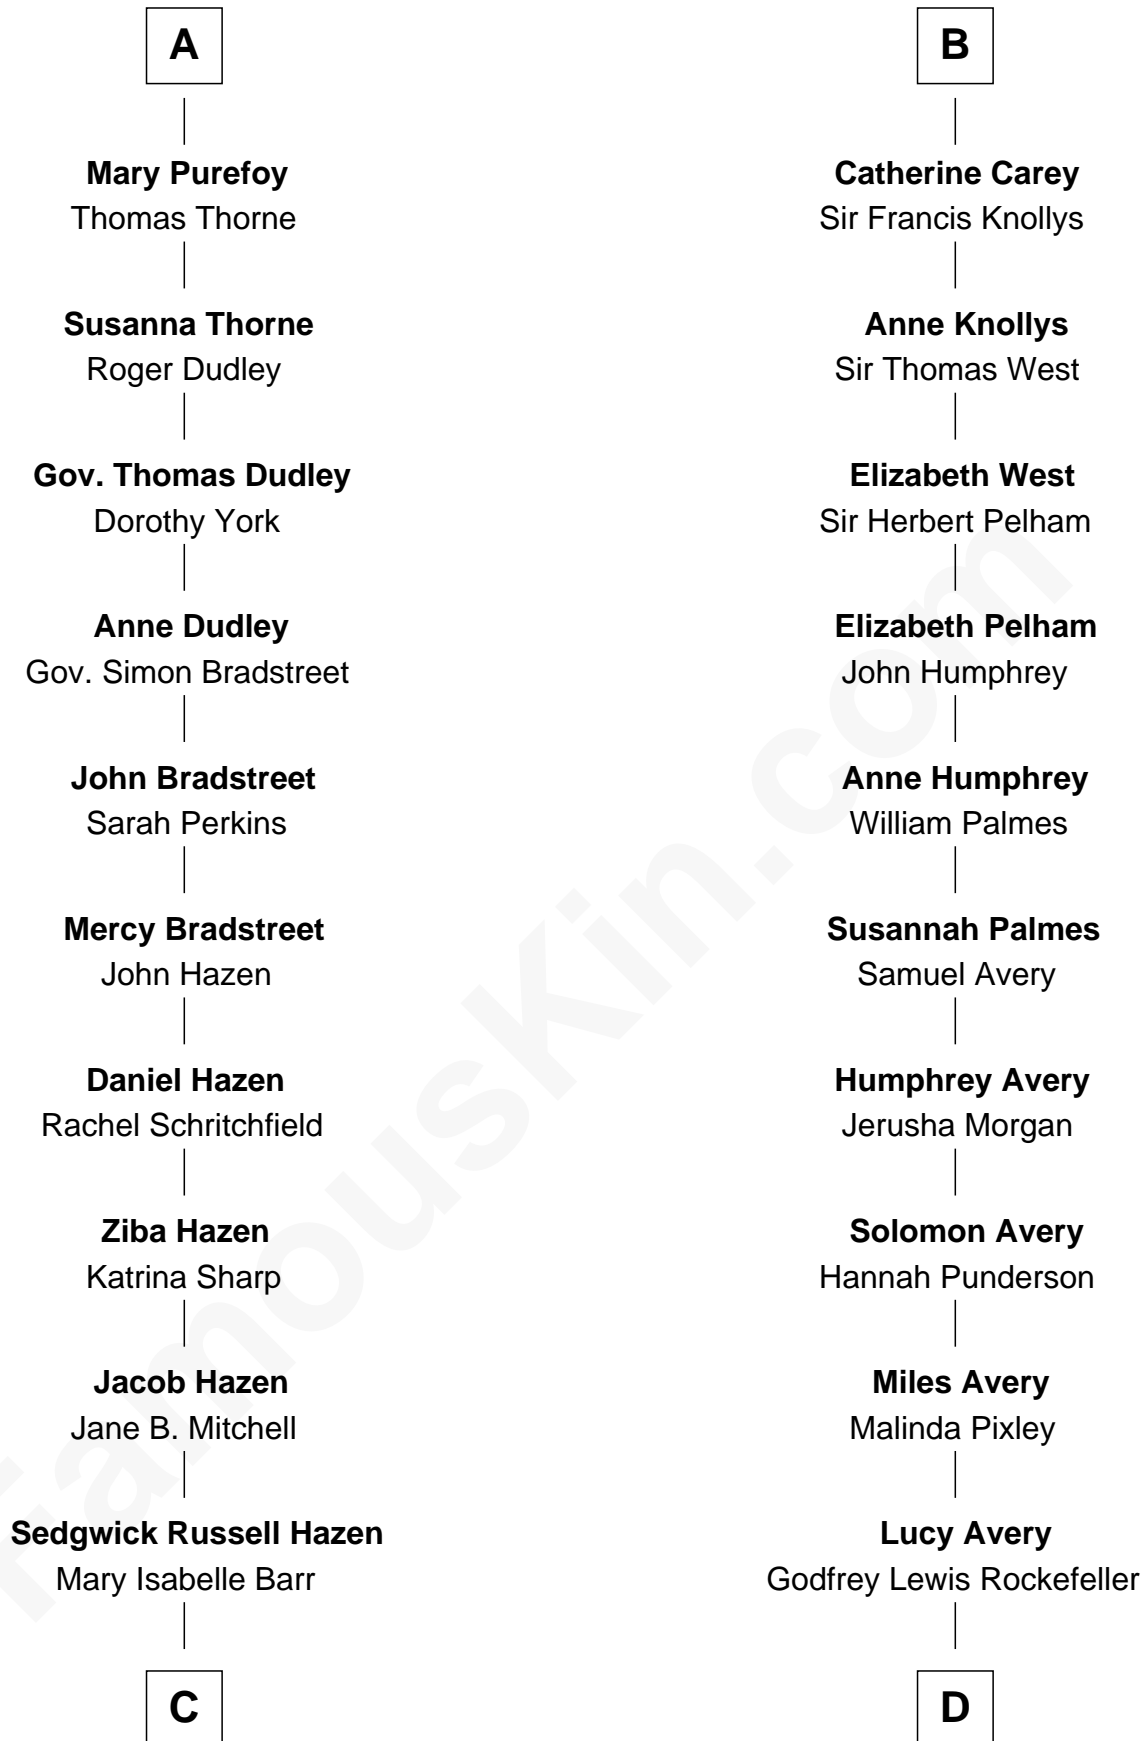 A
Mary Purefoy
Thomas Thorne
Susanna Thorne
Roger Dudley
Gov. Thomas Dudley
Dorothy York
Anne Dudley
Gov. Simon Bradstreet
John Bradstreet
Sarah Perkins
Mercy Bradstreet
John Hazen
Daniel Hazen
Rachel Schritchfield
Ziba Hazen
Katrina Sharp
Jacob Hazen
Jane B. Mitchell
Sedgwick Russell Hazen
Mary Isabelle Barr
C
B
Catherine Carey
Sir Francis Knollys
Anne Knollys
Sir Thomas West
Elizabeth West
Sir Herbert Pelham
Elizabeth Pelham
John Humphrey
Anne Humphrey
William Palmes
Susannah Palmes
Samuel Avery
Humphrey Avery
Jerusha Morgan
Solomon Avery
Hannah Punderson
Miles Avery
Malinda Pixley
Lucy Avery
Godfrey Lewis Rockefeller
D
FamousKin.com